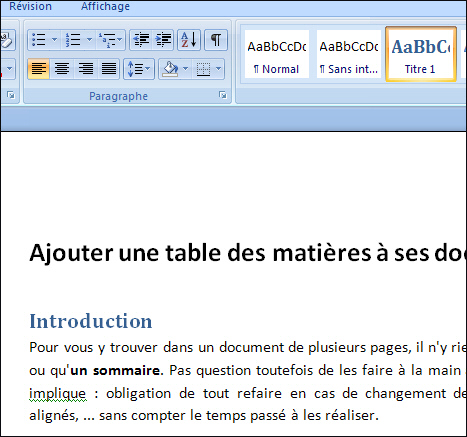 Révision Affichage
AaBbCcDc AaBbCcDc AaBbC
¶ Normal ¶ Sans int... Titre 1
Paragraphe
Ajouter une table des matières à ses do
Introduction
Pour vous y trouver dans un document de plusieurs pages, il n'y rie
ou qu'un sommaire. Pas question toutefois de les faire à la main
implique : obligation de tout refaire en cas de changement de
alignés, ... sans compter le temps passé à les réaliser.